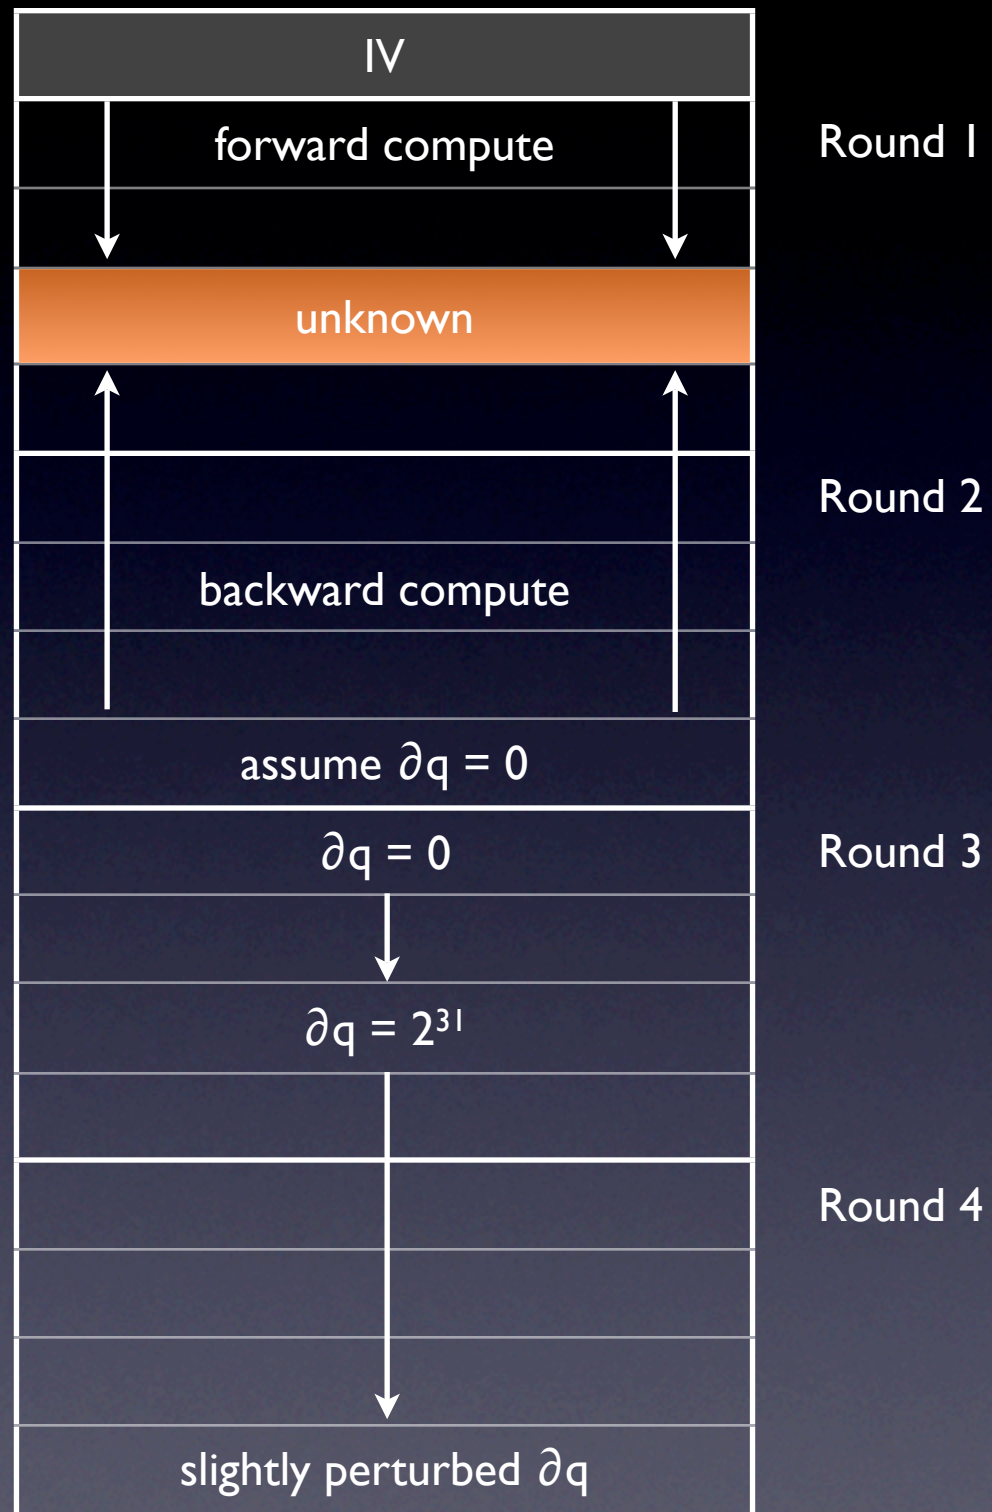 IV
forward compute
Round 1
unknown
Round 2
backward compute
assume ∂q = 0
∂q = 0
Round 3
∂q = 2³¹
Round 4
slightly perturbed ∂q